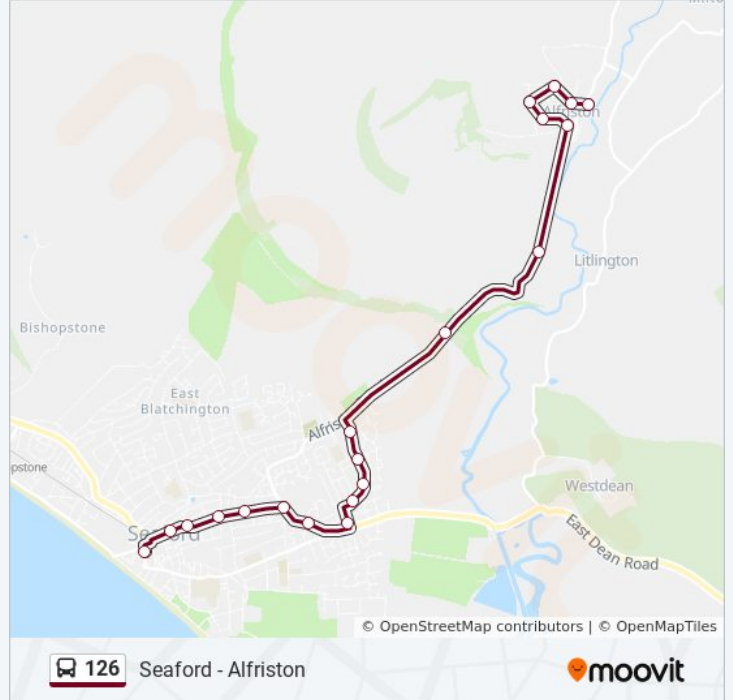 Alfriston
Litlington
Bishopstone
East
Blatchington
Alfris
pstone
Westdean
Seaford
East Dean Road
© OpenStreetMap contributors | © OpenMapTiles
126
Seaford - Alfriston
moovit